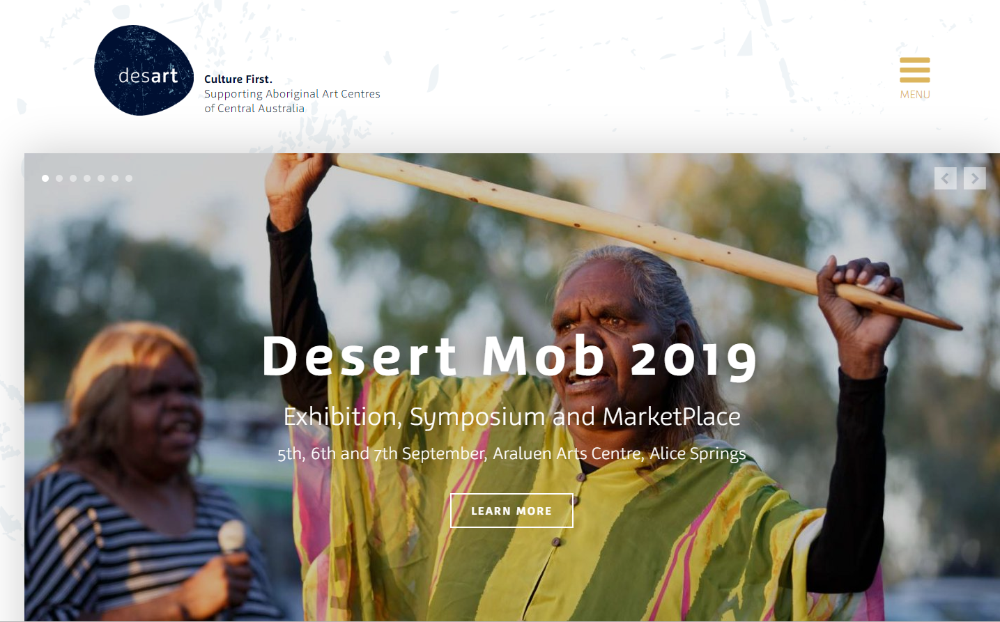 desart
Culture First.
Supporting Aboriginal Art Centres
of Central Australia
MENU
Desert Mob 2019
Exhibition, Symposium and MarketPlace
5th, 6th and 7th September, Araluen Arts Centre, Alice Springs
LEARN MORE